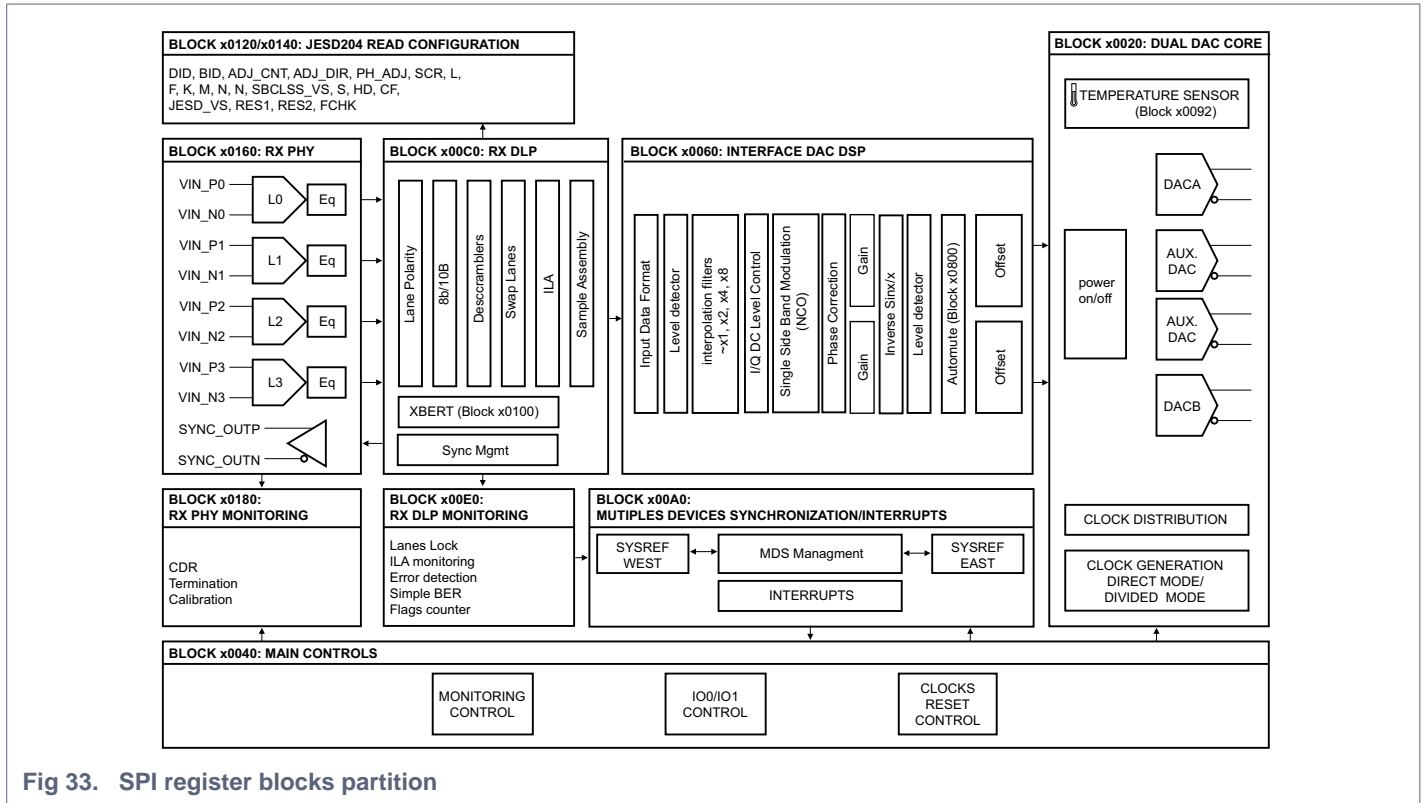 BLOCK x0120/x0140: JESD204 READ CONFIGURATION
DID, BID, ADJ_CNT, ADJ_DIR, PH_ADJ, SCR, L,
F, K, M, N, N, SBCLSS_VS, S, HD, CF,
JESD_VS, RES1, RES2, FCHK
BLOCK x0160: RX PHY
VIN_P0
VIN_N0
L0
Eq
VIN_P1
VIN_N1
L1
Eq
VIN_P2
VIN_N2
L2
Eq
VIN_P3
VIN_N3
L3
Eq
SYNC_OUTP
SYNC_OUTN
BLOCK x00C0: RX DLP
Lane Polarity
8b/10B
Descramblers
Swap Lanes
ILA
Sample Assembly
XBERT (Block x0100)
Sync Mgmt
BLOCK x0060: INTERFACE DAC DSP
Input Data Format
Level detector
interpolation filters
~x1, x2, x4, x8
I/Q DC Level Control
Single Side Band Modulation
(NCO)
Phase Correction
Gain
Gain
Inverse Sinx/x
Level detector
Automute (Block x0800)
Offset
Offset
BLOCK x0020: DUAL DAC CORE
TEMPERATURE SENSOR
(Block x0092)
DACA
AUX.
DAC
power
on/off
AUX.
DAC
DACB
CLOCK DISTRIBUTION
CLOCK GENERATION
DIRECT MODE/
DIVIDED MODE
BLOCK x0180:
RX PHY MONITORING
CDR
Termination
Calibration
BLOCK x00E0:
RX DLP MONITORING
Lanes Lock
ILA monitoring
Error detection
Simple BER
Flags counter
BLOCK x00A0:
MUTIPLES DEVICES SYNCHRONIZATION/INTERRUPTS
SYSREF
WEST
MDS Managment
SYSREF
EAST
INTERRUPTS
BLOCK x0040: MAIN CONTROLS
MONITORING
CONTROL
IO0/IO1
CONTROL
CLOCKS
RESET
CONTROL
Fig 33. SPI register blocks partition